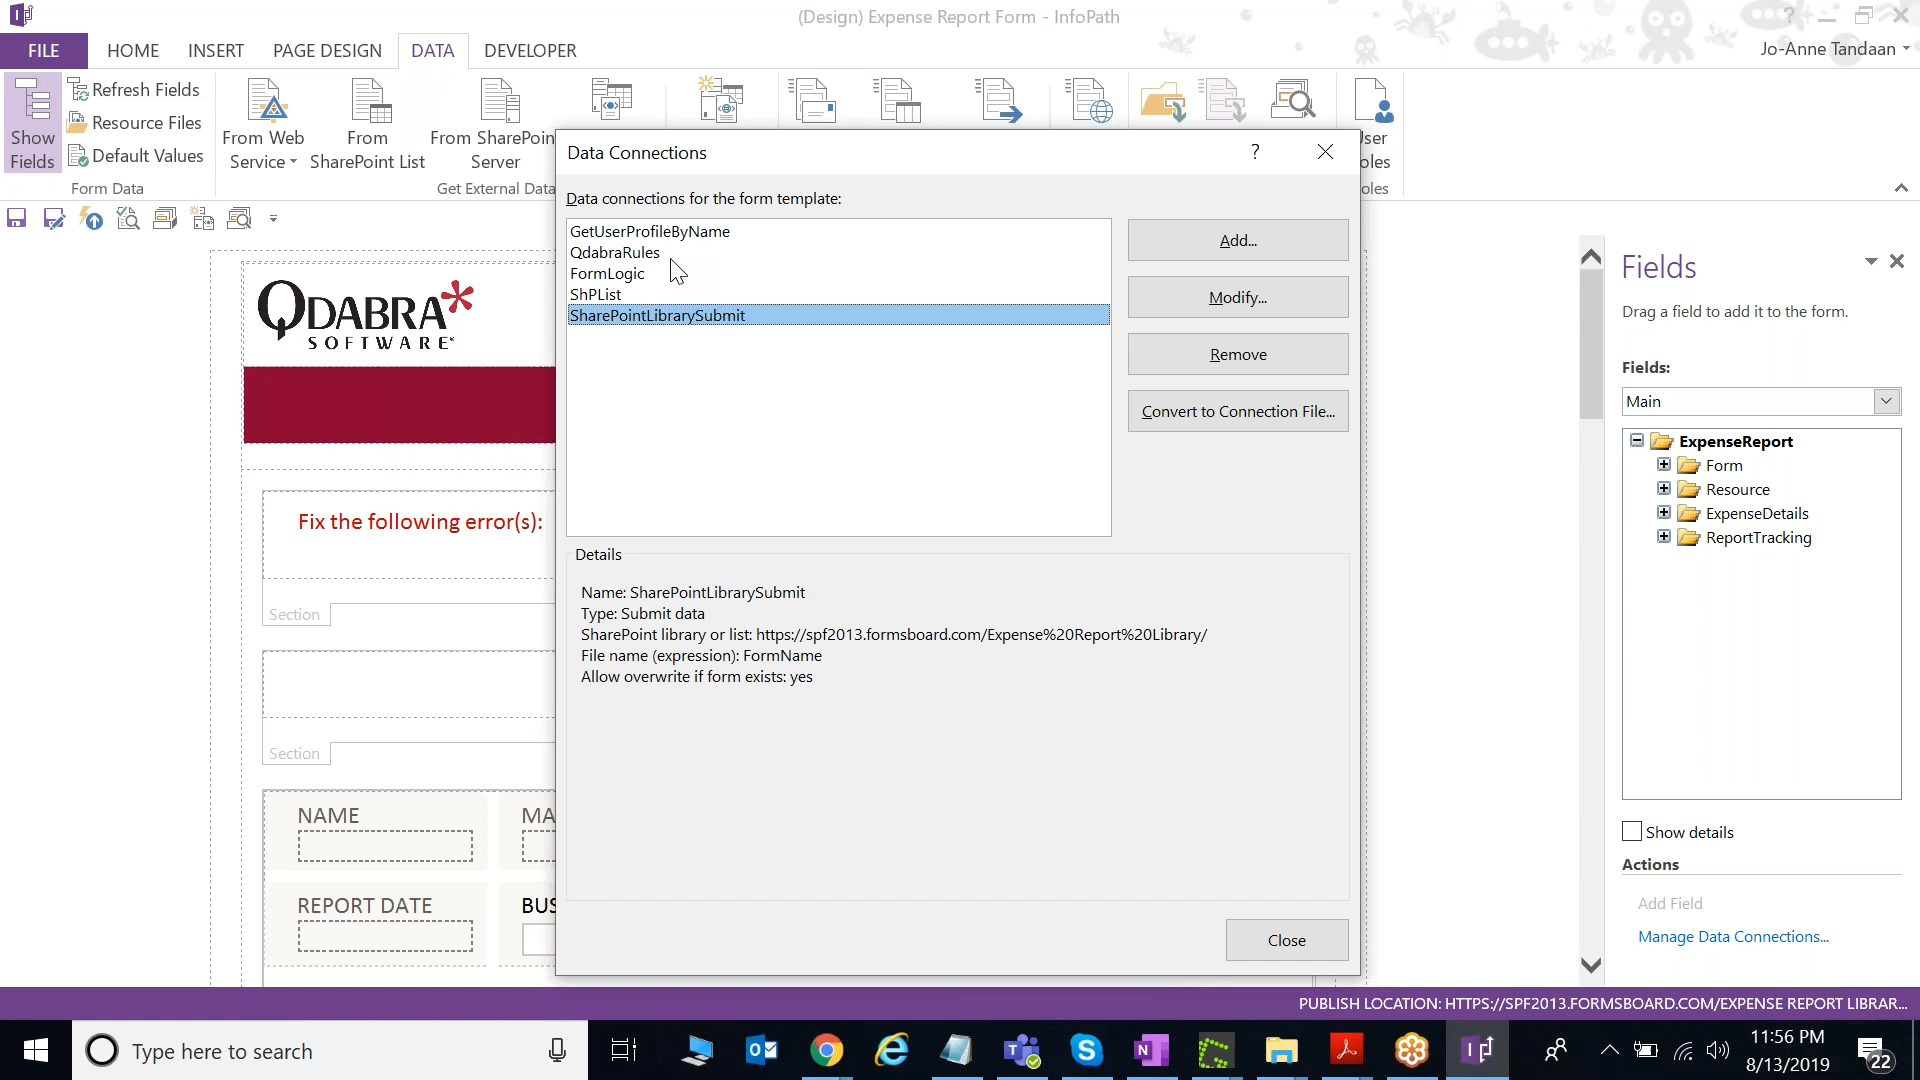 (Design) Expense Report Form - InfoPath
?
FILE
HOME
INSERT
PAGE DESIGN
DATA
DEVELOPER
Jo-Anne Tandaan
Show
Fields
Refresh Fields
Resource Files
Default Values
Form Data
From Web
Service
From
SharePoint List
From SharePoin
Server
Get External Data
ser
oles
oles
Data Connections
?
Data connections for the form template:
GetUserProfileByName
QdabraRules
FormLogic
ShPList
SharePointLibrarySubmit
Add...
Modify...
Remove
Convert to Connection File...
Details
Name: SharePointLibrarySubmit
Type: Submit data
SharePoint library or list: https://spf2013.formsboard.com/Expense%20Report%20Library/
File name (expression): FormName
Allow overwrite if form exists: yes
Close
QDABRA
SOFTWARE
Fix the following error(s):
Section
Section
NAME
MA
REPORT DATE
BUS
Fields
Drag a field to add it to the form.
Fields:
Main
ExpenseReport
Form
Resource
ExpenseDetails
ReportTracking
Show details
Actions
Add Field
Manage Data Connections...
PUBLISH LOCATION: HTTPS://SPF2013.FORMSBOARD.COM/EXPENSE REPORT LIBRAR...
Type here to search
11:56 PM
8/13/2019
22